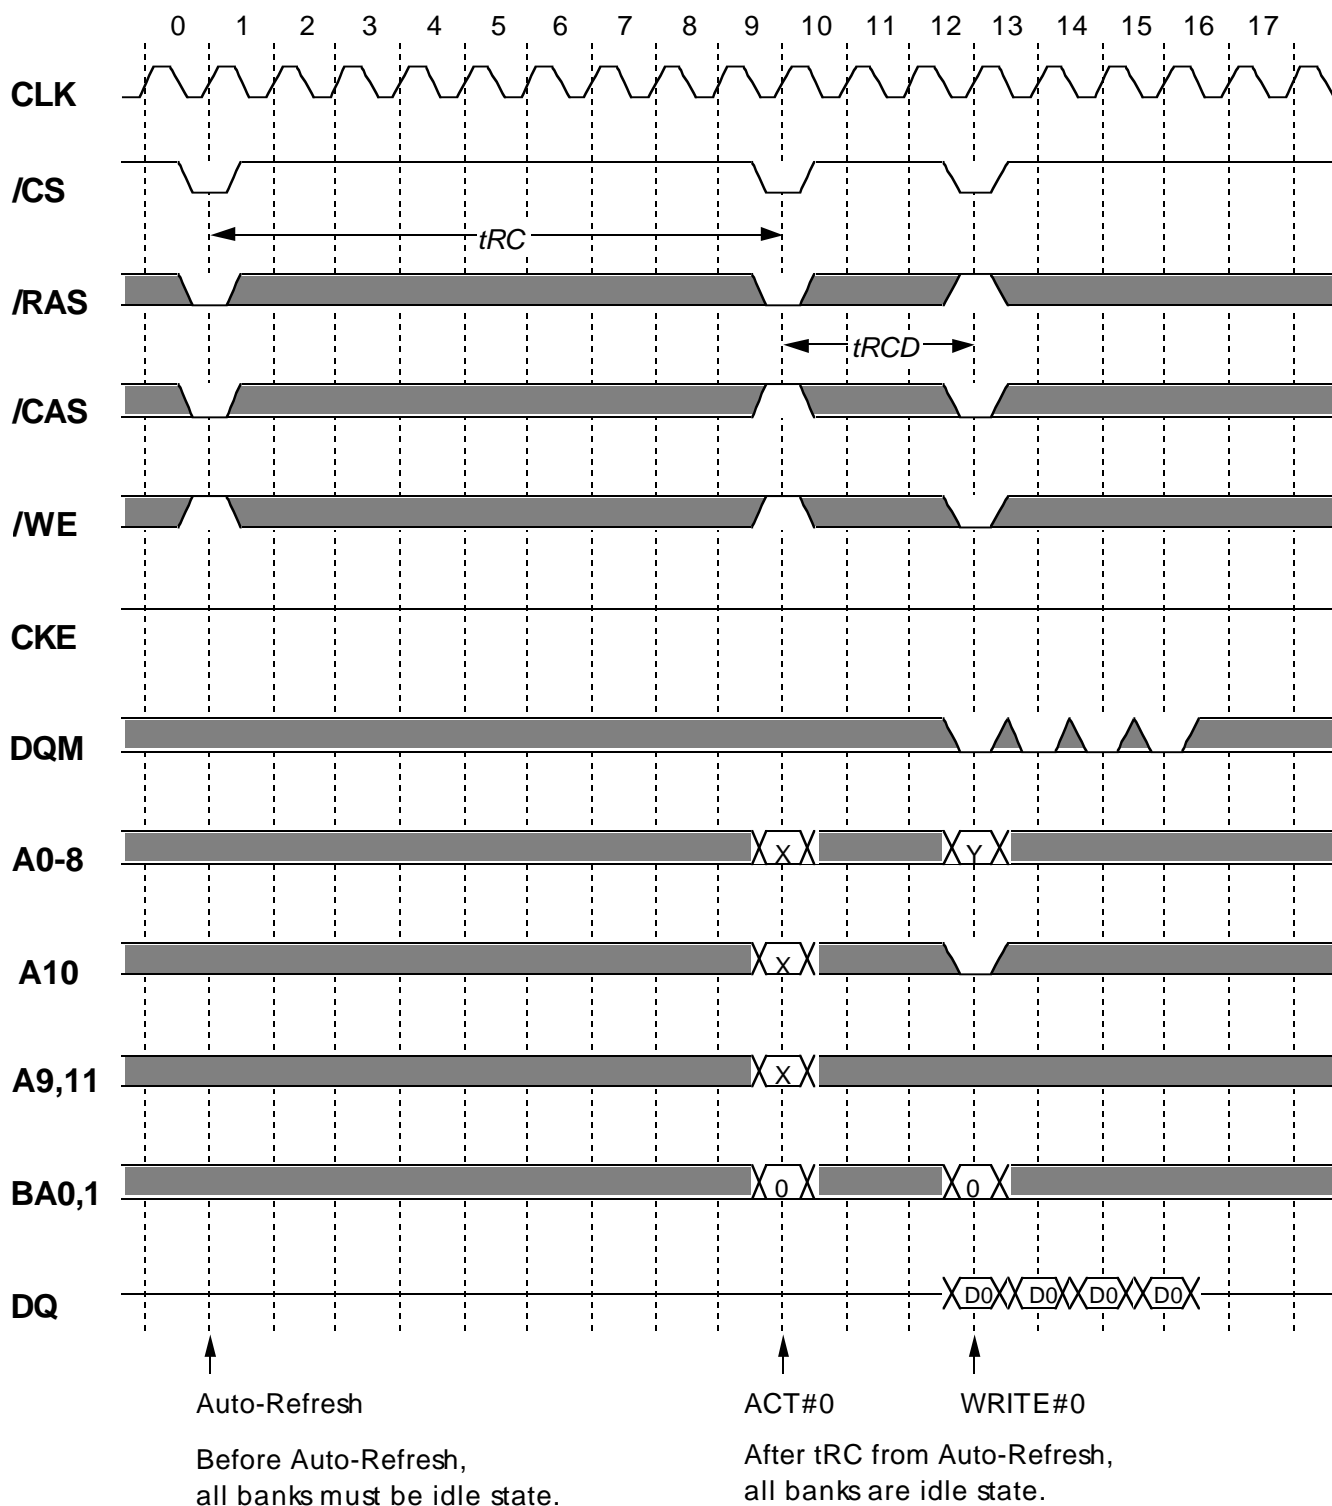 0 1 2 3 4 5 6 7 8 9 10 11 12 13 14 15 16 17
CLK
/CS
tRC
/RAS
tRCD
/CAS
/WE
CKE
DQM
A0-8 X Y
A10 X
A9,11 X
BA0,1 0 0
DQ D0 D0 D0 D0
Auto-Refresh ACT#0 WRITE#0
Before Auto-Refresh,
all banks must be idle state.
After tRC from Auto-Refresh,
all banks are idle state.